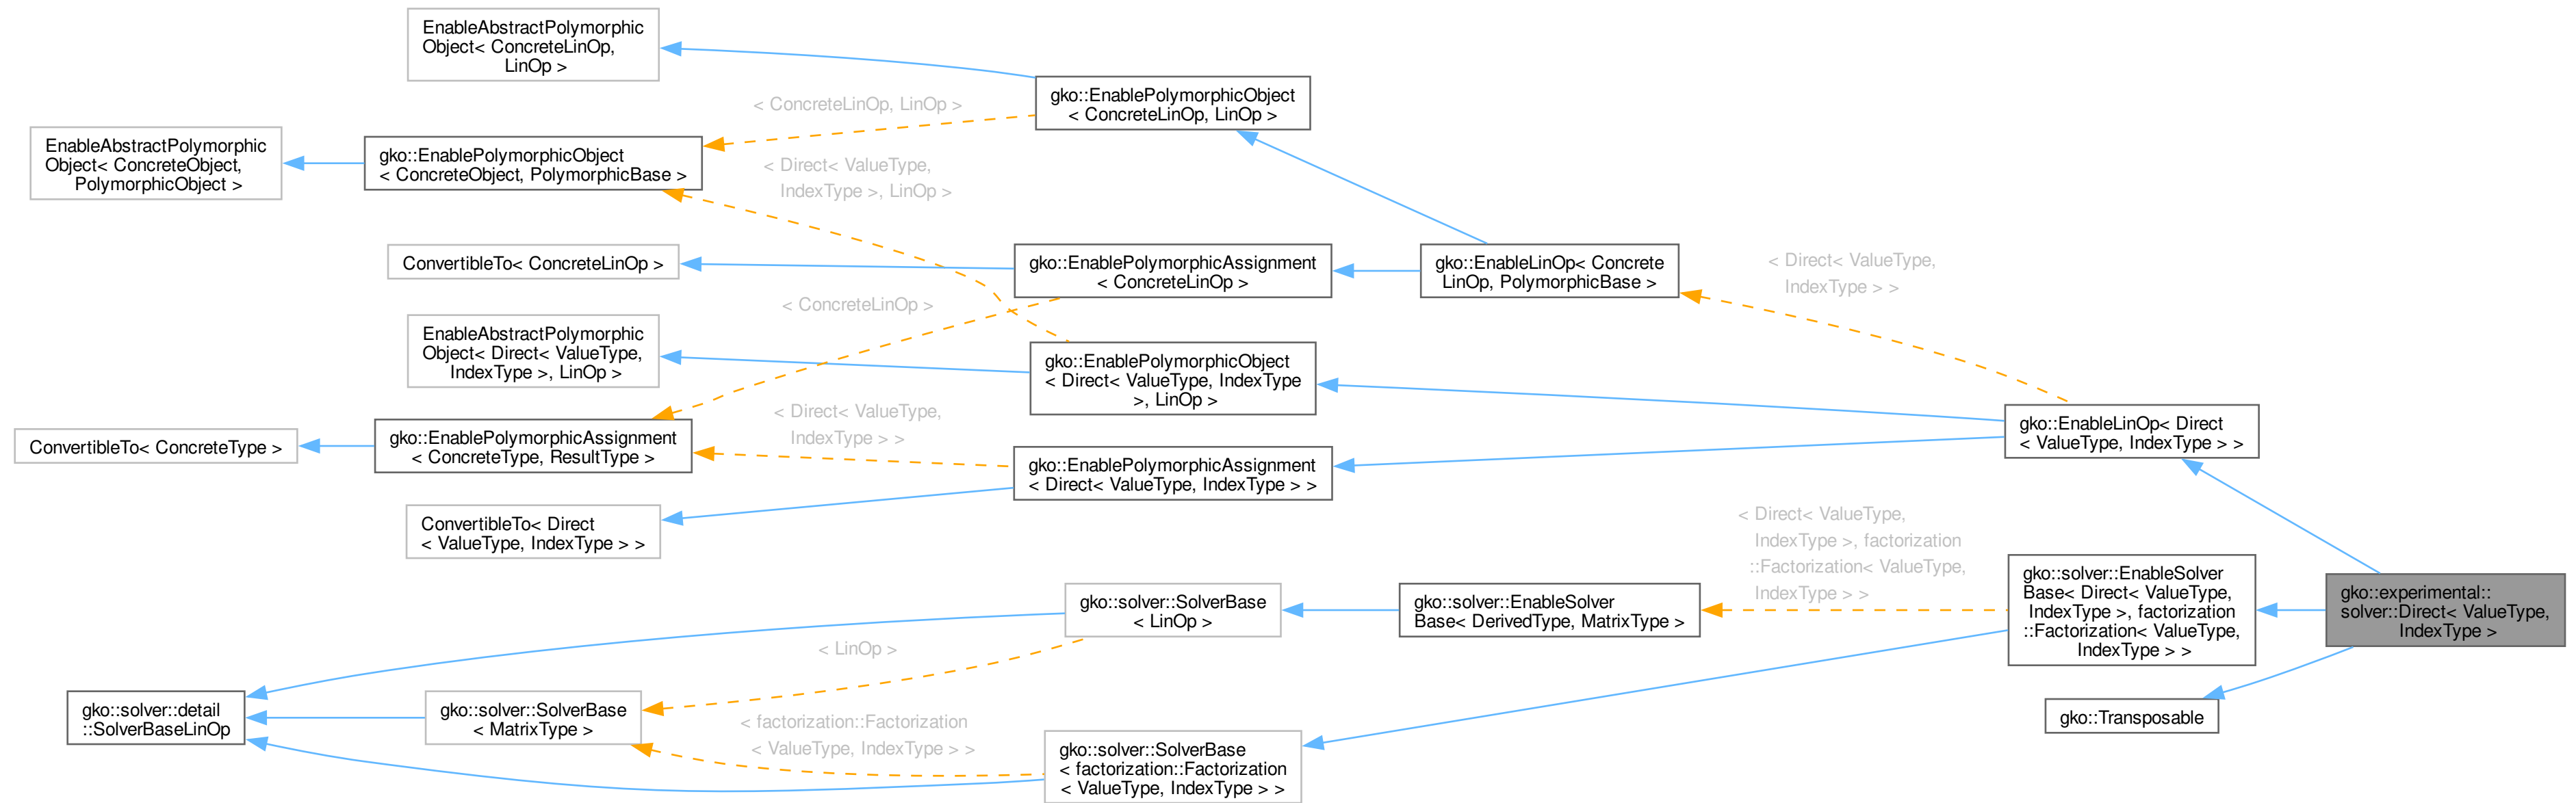 EnableAbstractPolymorphic
Object< ConcreteLinOp,
LinOp >
gko::EnablePolymorphicObject
< ConcreteLinOp, LinOp >
< ConcreteLinOp, LinOp >
EnableAbstractPolymorphic
Object< ConcreteObject,
PolymorphicObject >
gko::EnablePolymorphicObject
< ConcreteObject, PolymorphicBase >
< Direct< ValueType,
IndexType >, LinOp >
ConvertibleTo< ConcreteLinOp >
gko::EnablePolymorphicAssignment
< ConcreteLinOp >
gko::EnableLinOp< Concrete
LinOp, PolymorphicBase >
< Direct< ValueType,
IndexType > >
< ConcreteLinOp >
EnableAbstractPolymorphic
Object< Direct< ValueType,
IndexType >, LinOp >
gko::EnablePolymorphicObject
< Direct< ValueType, IndexType
>, LinOp >
ConvertibleTo< ConcreteType >
gko::EnablePolymorphicAssignment
< ConcreteType, ResultType >
< Direct< ValueType,
IndexType > >
gko::EnablePolymorphicAssignment
< Direct< ValueType, IndexType > >
gko::EnableLinOp< Direct
< ValueType, IndexType > >
ConvertibleTo< Direct
< ValueType, IndexType > >
< Direct< ValueType,
IndexType >, factorization
::Factorization< ValueType,
IndexType > >
gko::solver::SolverBase
< LinOp >
gko::solver::EnableSolver
Base< DerivedType, MatrixType >
gko::solver::EnableSolver
Base< Direct< ValueType,
IndexType >, factorization
::Factorization< ValueType,
IndexType > >
gko::experimental::
solver::Direct< ValueType,
IndexType >
< LinOp >
gko::solver::detail
::SolverBaseLinOp
gko::solver::SolverBase
< MatrixType >
< factorization::Factorization
< ValueType, IndexType > >
gko::solver::SolverBase
< factorization::Factorization
< ValueType, IndexType > >
gko::Transposable